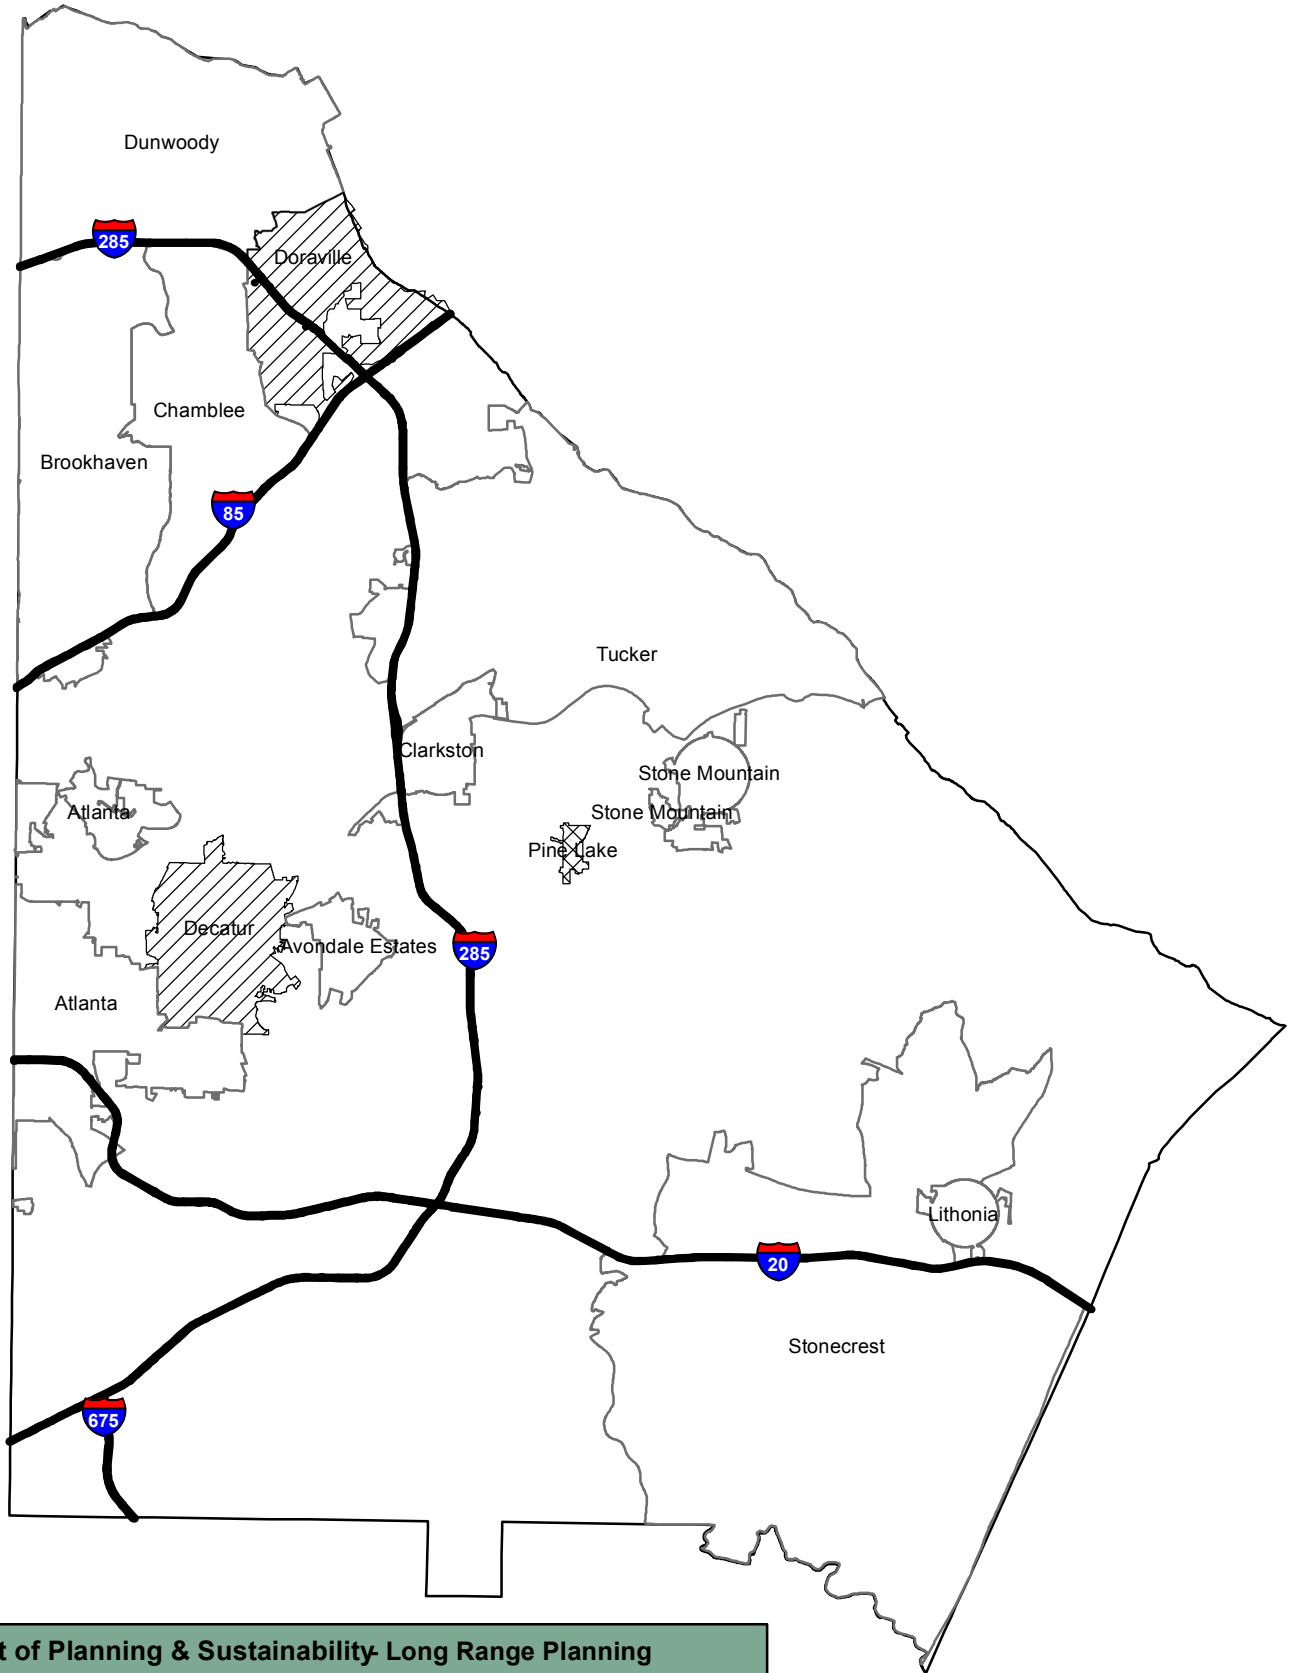 Dunwoody
285
Doraville
Chamblee
Brookhaven
85
Tucker
Clarkston
Stone Mountain
Atlanta
Stone Mountain
Pine Lake
Decatur
Avondale Estates
285
Atlanta
Lithonia
20
Stonecrest
675
t of Planning & Sustainability- Long Range Planning